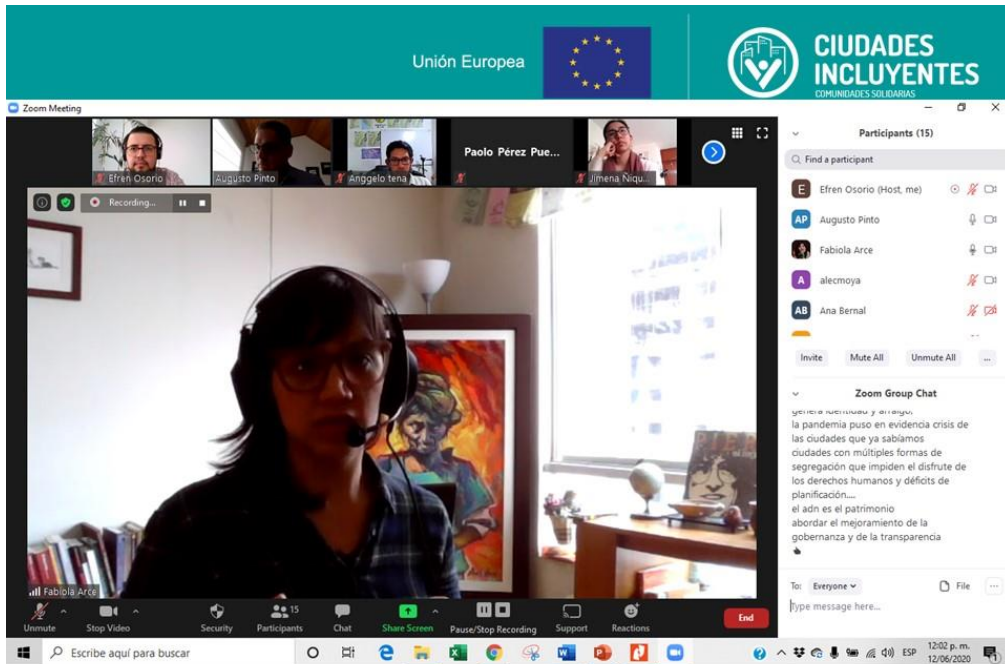 Unión Europea
CIUDADES
INCLUYENTES
COMUNIDADES SOLIDARIAS
Zoom Meeting
Efren Osorio
Augusto Pinto
Anggelo tena
Paolo Pérez Pue...
Jimena Ñiqu...
Recording...
Fabiola Arce
Participants (15)
Find a participant
E Efren Osorio (Host, me)
AP Augusto Pinto
Fabiola Arce
A alecmoya
AB Ana Bernal
Invite Mute All Unmute All ...
Zoom Group Chat
genera identidad y arraigo,
la pandemia puso en evidencia crisis de
las ciudades que ya sabíamos
ciudades con múltiples formas de
segregación que impiden el disfrute de
los derechos humanos y déficits de
planificación....
el adn es el patrimonio
abordar el mejoramiento de la
gobernanza y de la transparencia
To: Everyone File ...
Type message here...
Unmute Stop Video Security Participants 15 Chat Share Screen Pause/Stop Recording Support Reactions End
Escribe aquí para buscar
ESP
12:02 p. m.
12/06/2020